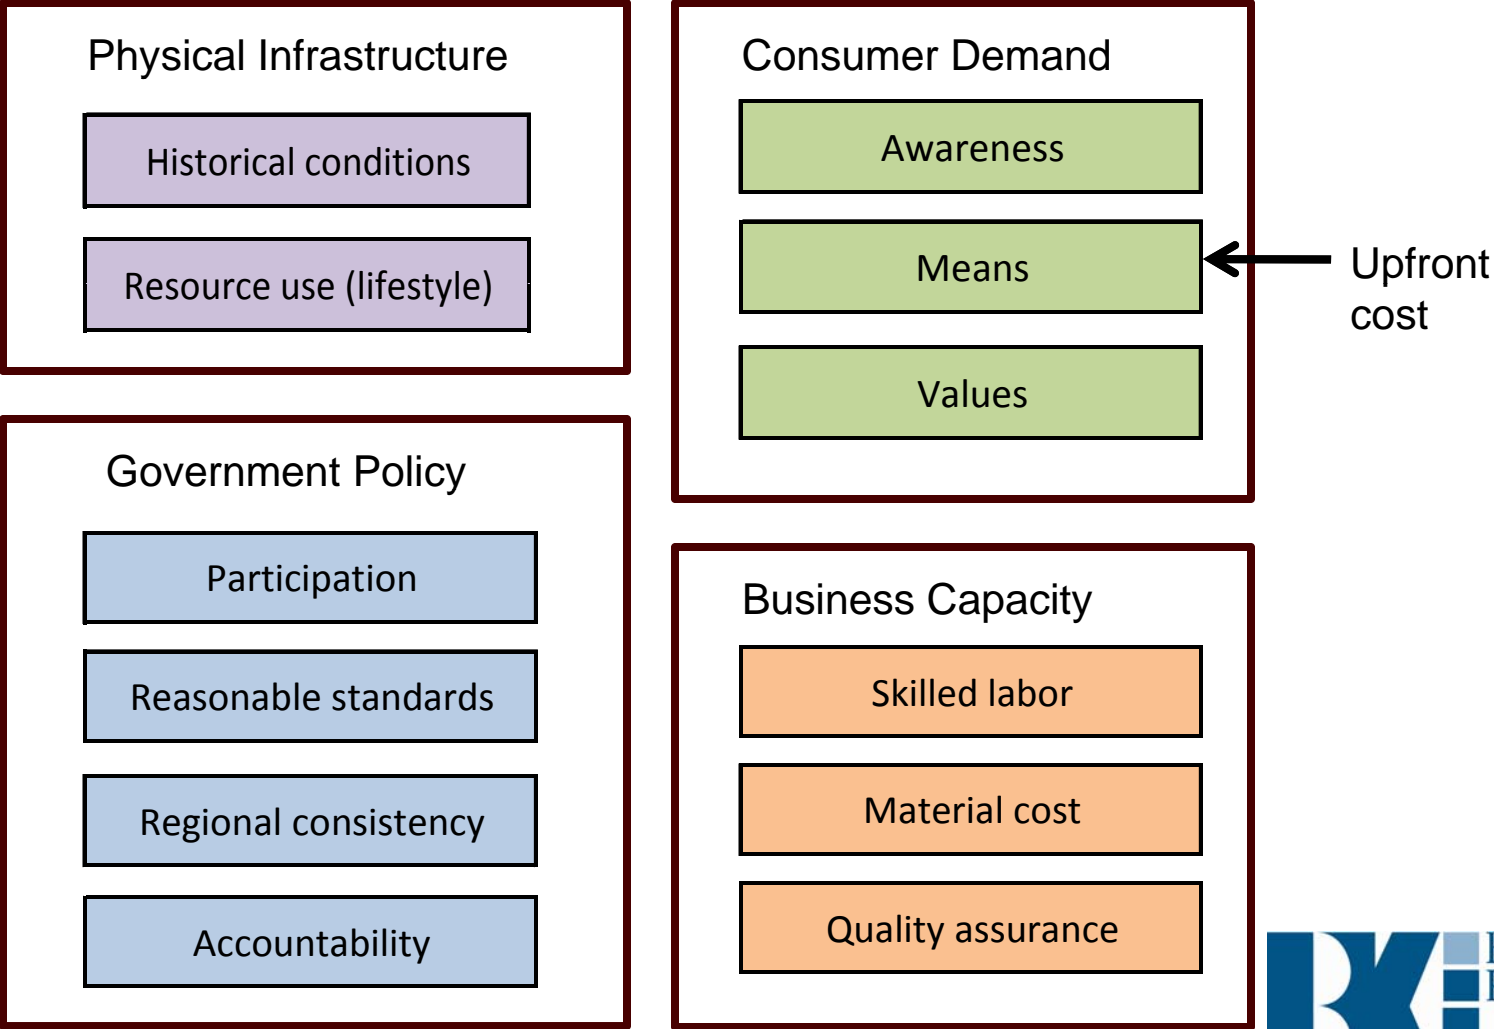 Physical Infrastructure
Historical conditions
Resource use (lifestyle)
Consumer Demand
Awareness
Means
Values
Upfront
cost
Government Policy
Participation
Reasonable standards
Regional consistency
Accountability
Business Capacity
Skilled labor
Material cost
Quality assurance